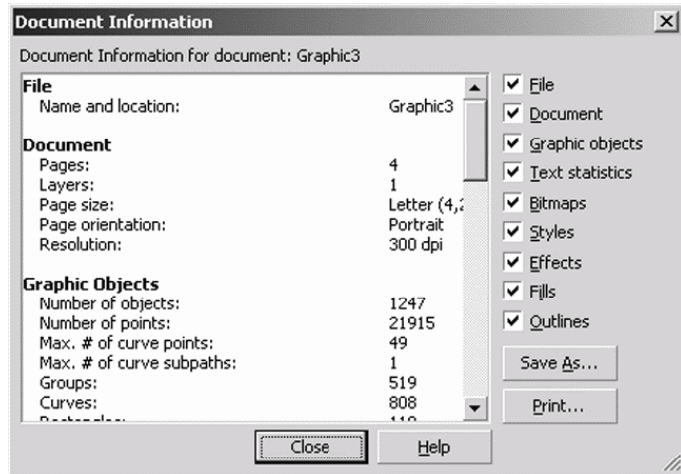 Document Information
Document Information for document: Graphic3
File
Name and location: Graphic3
Document
Pages: 4
Layers: 1
Page size: Letter (4,2
Page orientation: Portrait
Resolution: 300 dpi
Graphic Objects
Number of objects: 1247
Number of points: 21915
Max. # of curve points: 49
Max. # of curve subpaths: 1
Groups: 519
Curves: 808
File
Document
Graphic objects
Text statistics
Bitmaps
Styles
Effects
Fills
Outlines
Save As...
Print...
Close Help